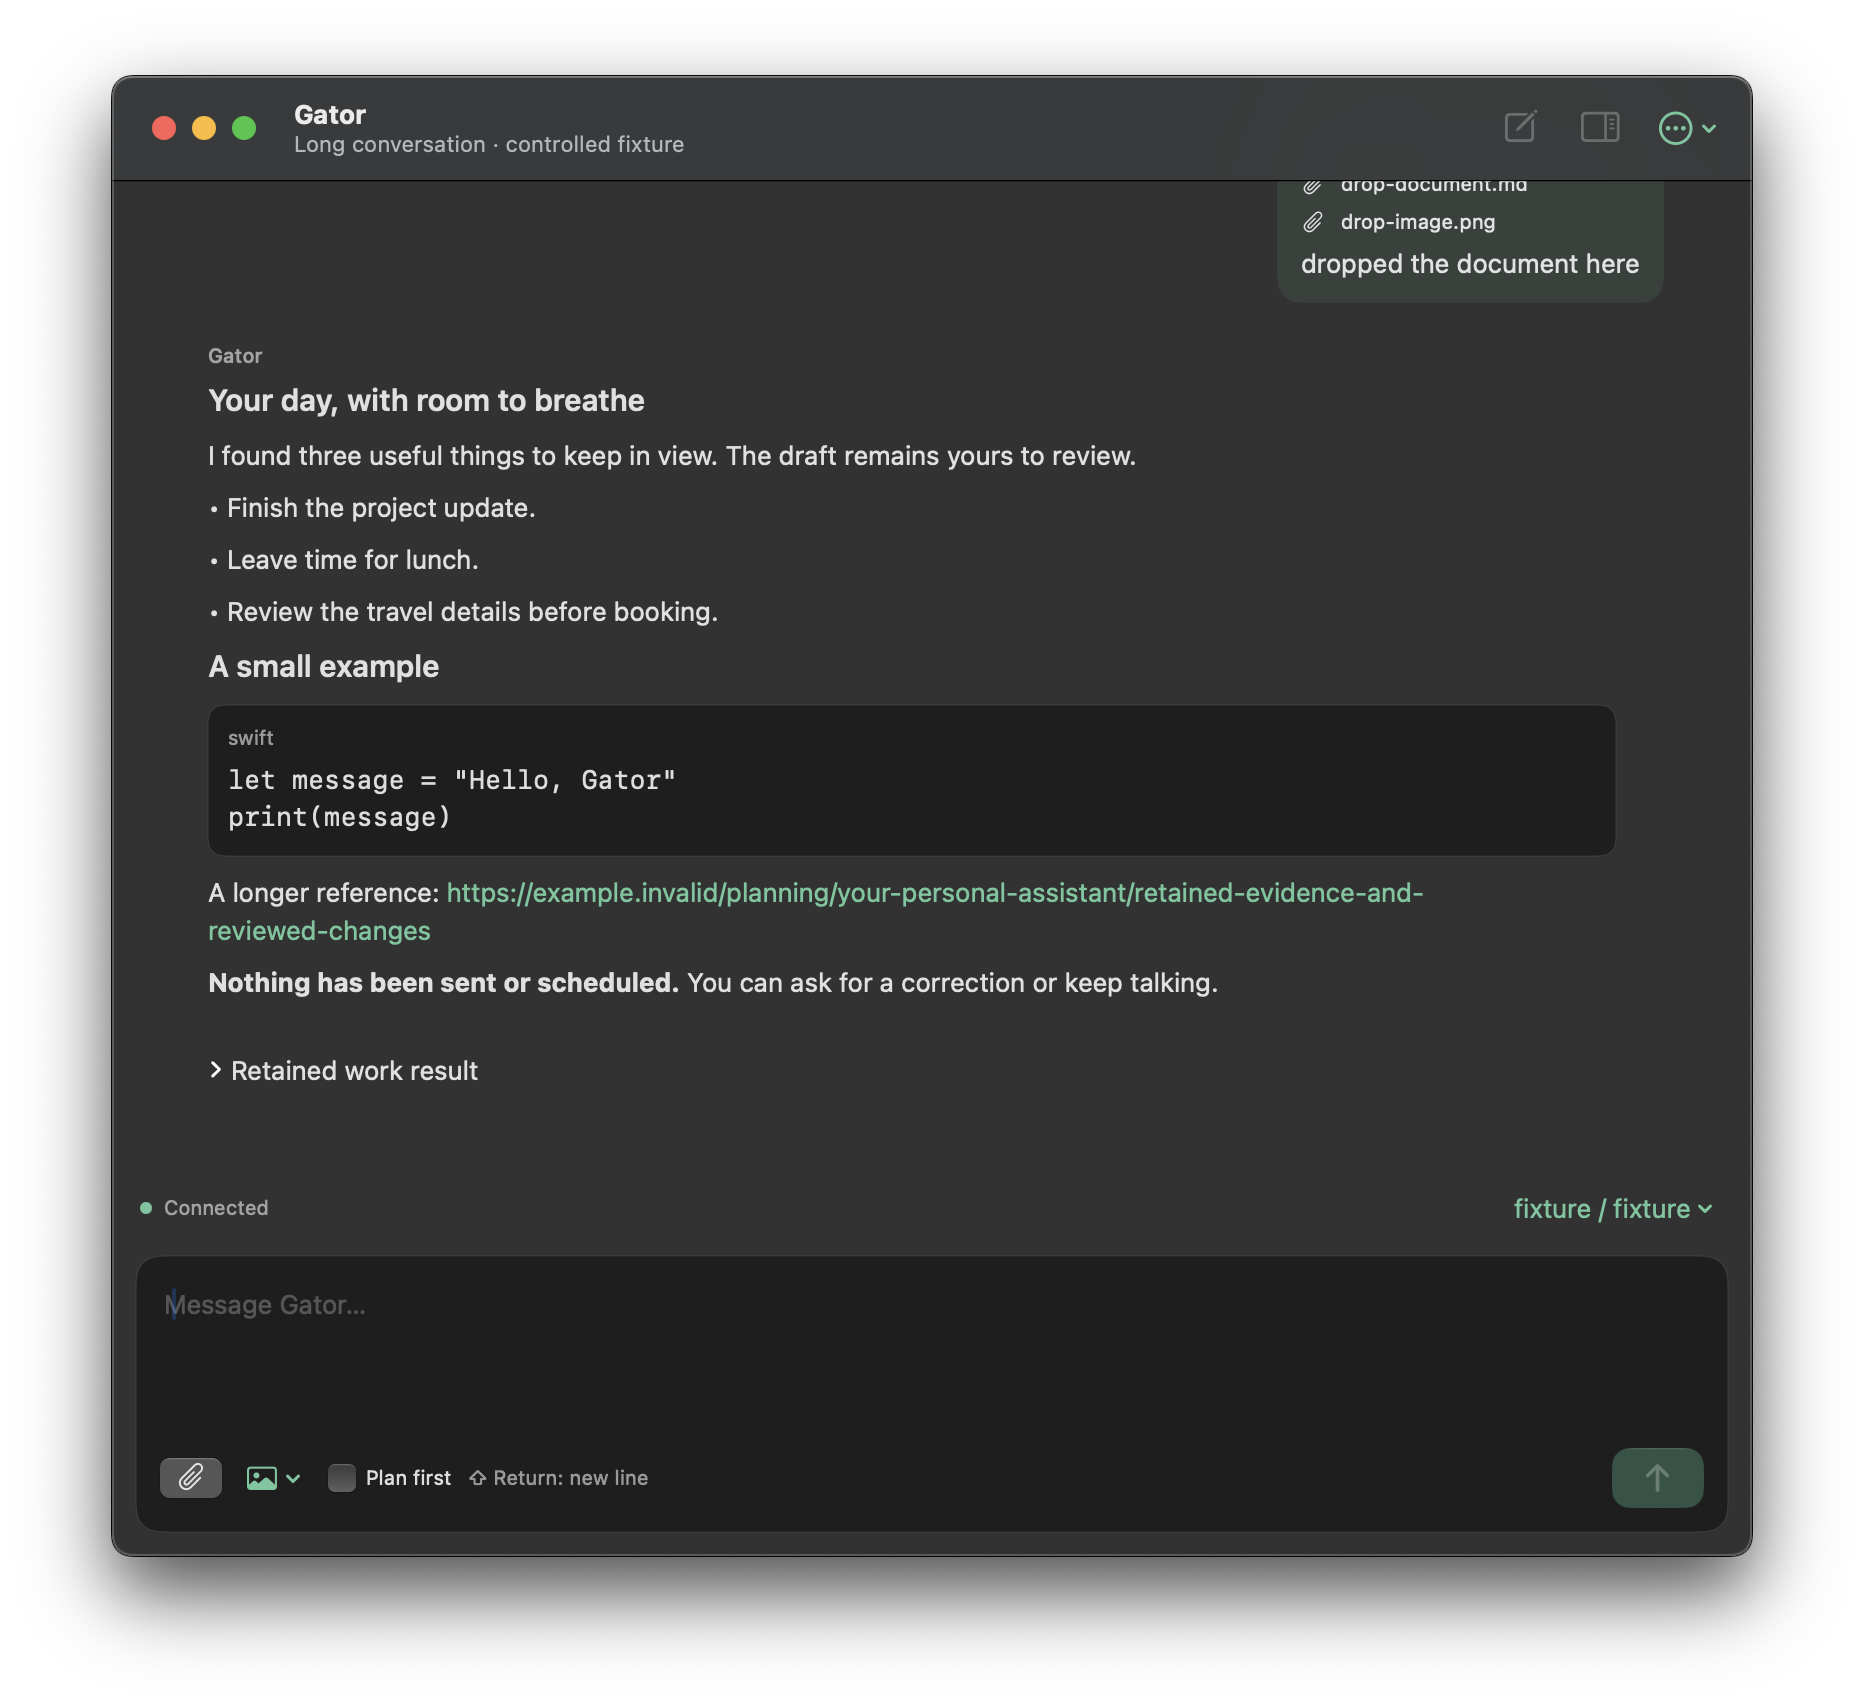 Gator
Long conversation · controlled fixture
drop-document.md
drop-image.png
dropped the document here
Gator
Your day, with room to breathe
I found three useful things to keep in view. The draft remains yours to review.
• Finish the project update.
• Leave time for lunch.
• Review the travel details before booking.
A small example
swift
let message = "Hello, Gator"
print(message)
A longer reference: https://example.invalid/planning/your-personal-assistant/retained-evidence-and-
reviewed-changes
Nothing has been sent or scheduled. You can ask for a correction or keep talking.
Retained work result
Connected
fixture / fixture
Message Gator...
Plan first
⇧ Return: new line